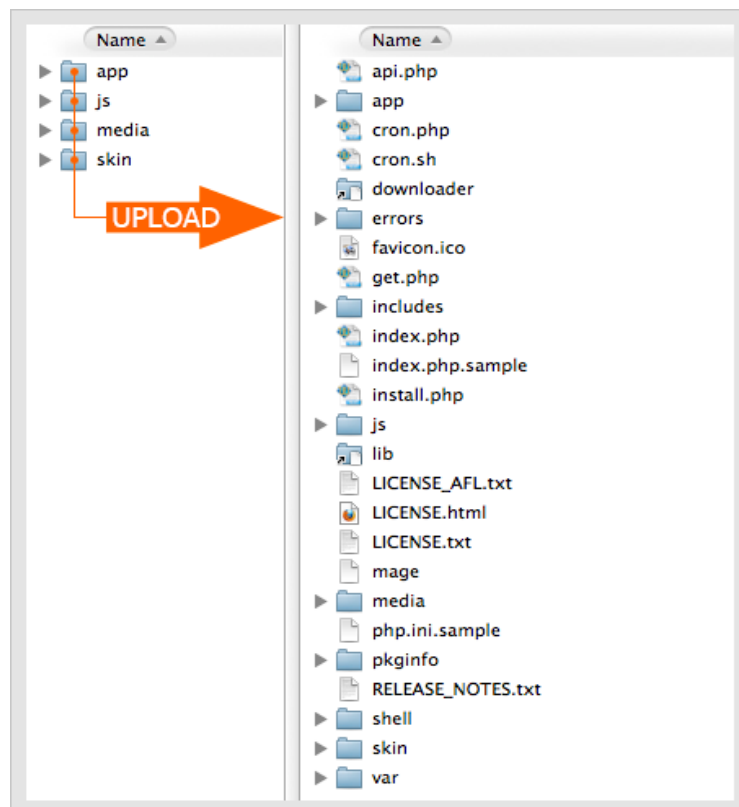 Name
app
js
media
skin
UPLOAD
Name
api.php
app
cron.php
cron.sh
downloader
errors
favicon.ico
get.php
includes
index.php
index.php.sample
install.php
js
lib
LICENSE_AFL.txt
LICENSE.html
LICENSE.txt
mage
media
php.ini.sample
pkginfo
RELEASE_NOTES.txt
shell
skin
var